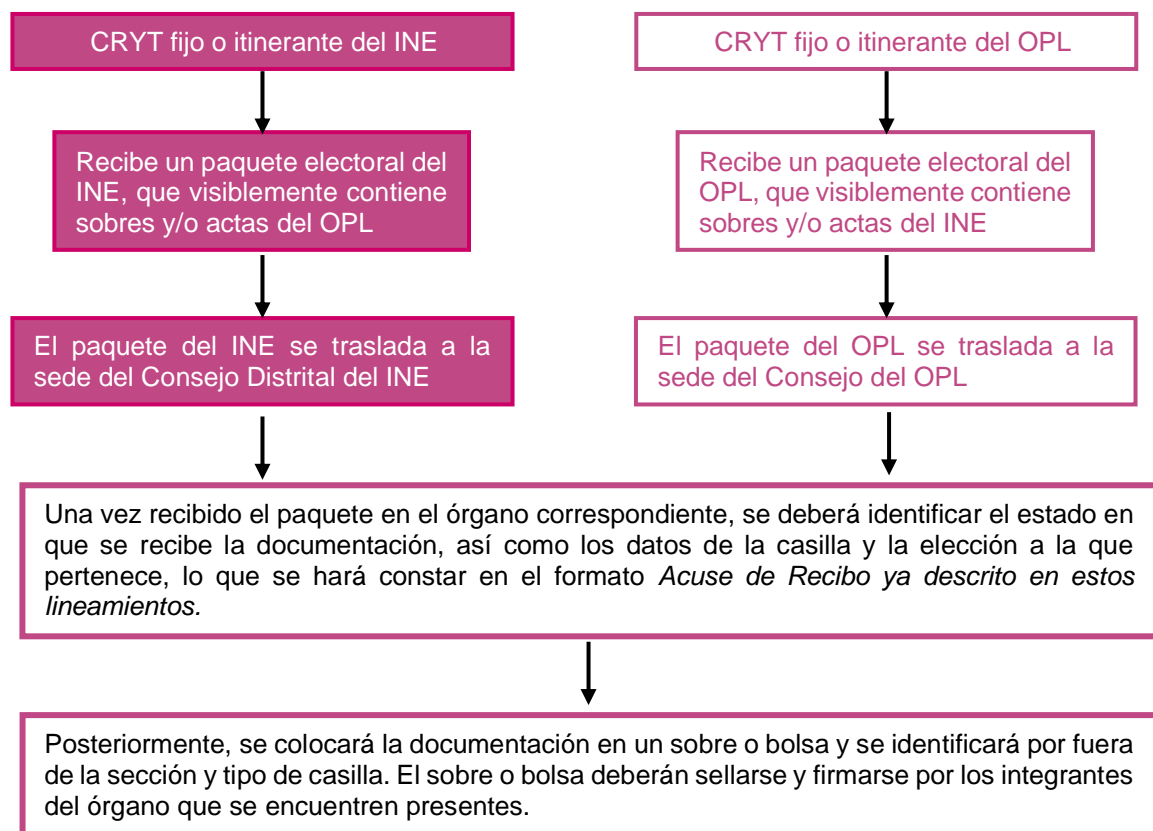 CRYT fijo o itinerante del INE
Recibe un paquete electoral del
INE, que visiblemente contiene
sobres y/o actas del OPL
El paquete del INE se traslada a la
sede del Consejo Distrital del INE
CRYT fijo o itinerante del OPL
Recibe un paquete electoral del
OPL, que visiblemente contiene
sobres y/o actas del INE
El paquete del OPL se traslada a la
sede del Consejo del OPL
Una vez recibido el paquete en el órgano correspondiente, se deberá identificar el estado en
que se recibe la documentación, así como los datos de la casilla y la elección a la que
pertenece, lo que se hará constar en el formato Acuse de Recibo ya descrito en estos
lineamientos.
Posteriormente, se colocará la documentación en un sobre o bolsa y se identificará por fuera
de la sección y tipo de casilla. El sobre o bolsa deberán sellarse y firmarse por los integrantes
del órgano que se encuentren presentes.